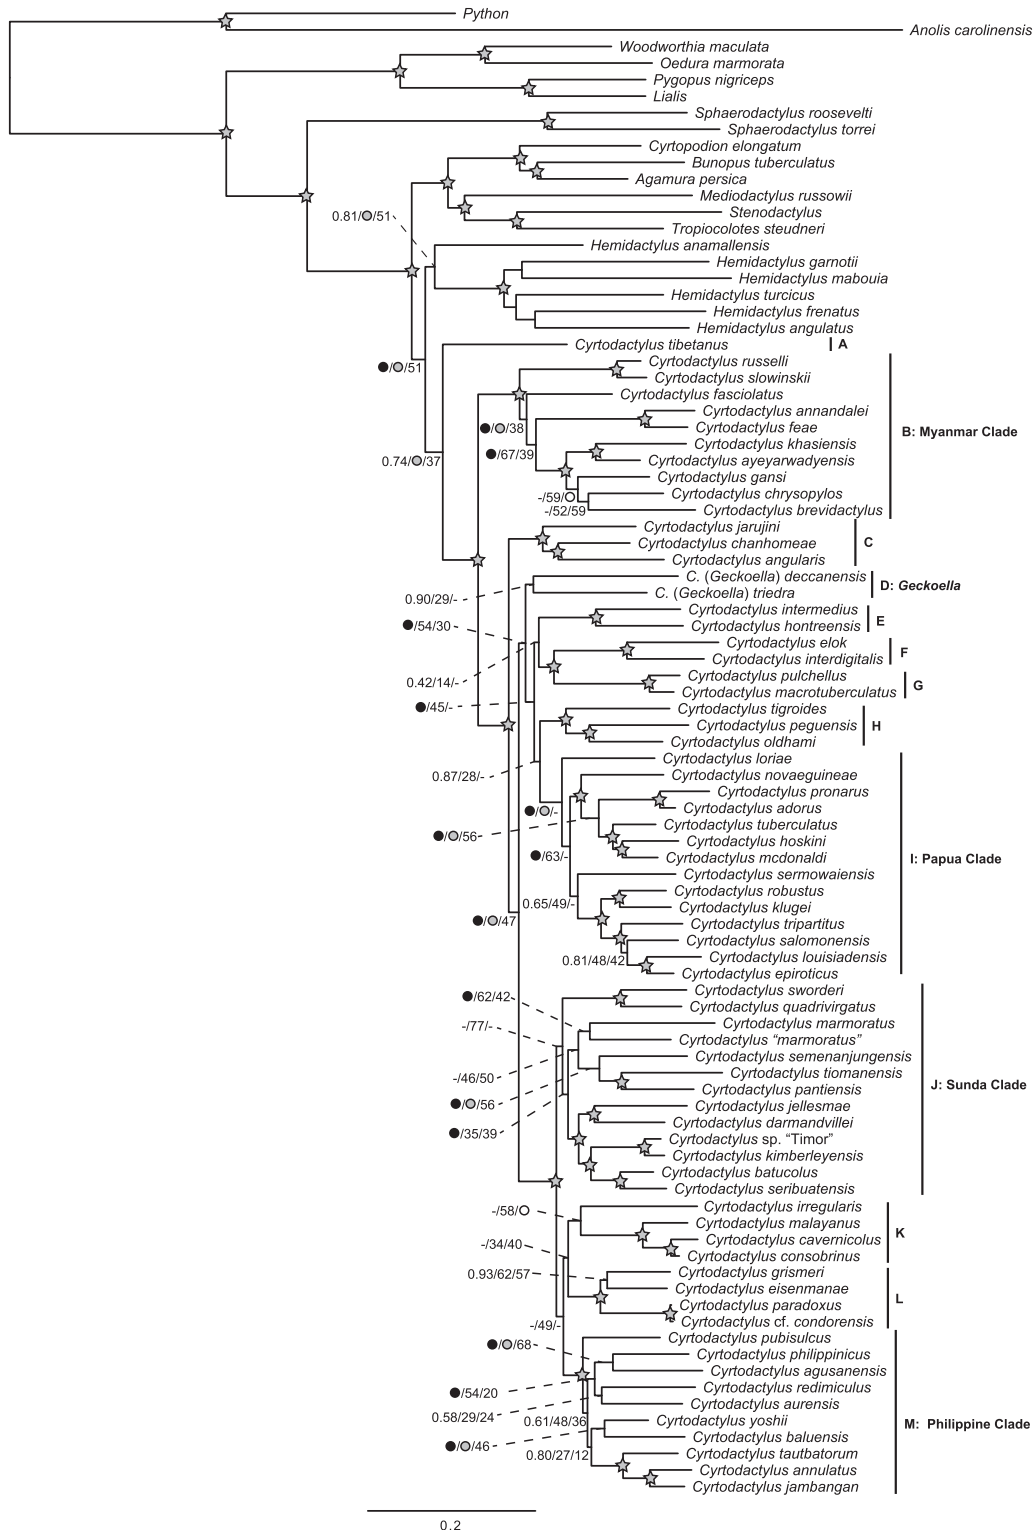 Python
Anolis carolinensis
Woodworthia maculata
Oedura marmorata
Pygopus nigriceps
Lialis
Sphaerodactylus roosevelti
Sphaerodactylus torrei
Cyrtopodion elongatum
Bunopus tuberculatus
Agamura persica
Mediodactylus russowii
Stenodactylus
0.81/●/51
Tropiocolotes steudneri
Hemidactylus anamallensis
Hemidactylus garnotii
Hemidactylus mabouia
Hemidactylus turcicus
Hemidactylus frenatus
Hemidactylus angulatus
Cyrtodactylus tibetanus
A
Cyrtodactylus russelli
●/●/51
Cyrtodactylus slowinskii
Cyrtodactylus fasciolatus
Cyrtodactylus annandalei
●/●/38
Cyrtodactylus feae
B: Myanmar Clade
Cyrtodactylus khasiensis
●/67/39
0.74/●/37
Cyrtodactylus ayeyarwadyensis
Cyrtodactylus gansi
-/59/○
Cyrtodactylus chrysopylos
-/52/59
Cyrtodactylus brevidactylus
Cyrtodactylus jarujini
Cyrtodactylus chanhomeae
C
Cyrtodactylus angularis
C. (Geckoella) deccanensis
D: Geckoella
C. (Geckoella) triedra
0.90/29/-
Cyrtodactylus intermedius
E
●/54/30
Cyrtodactylus hontreensis
Cyrtodactylus elok
F
Cyrtodactylus interdigitalis
Cyrtodactylus pulchellus
0.42/14/-
G
Cyrtodactylus macrotuberculatus
●/45/-
Cyrtodactylus tigroides
Cyrtodactylus peguensis
H
Cyrtodactylus oldhami
Cyrtodactylus loriae
0.87/28/-
Cyrtodactylus novaeguineae
Cyrtodactylus pronarus
Cyrtodactylus adorus
●/●/-
Cyrtodactylus tuberculatus
●/●/56
Cyrtodactylus hoskini
●/63/-
Cyrtodactylus mcdonaldi
I: Papua Clade
Cyrtodactylus sermowaiensis
Cyrtodactylus robustus
0.65/49/-
Cyrtodactylus klugei
●/●/47
Cyrtodactylus tripartitus
Cyrtodactylus salomonensis
0.81/48/42
Cyrtodactylus louisiadensis
Cyrtodactylus epiroticus
Cyrtodactylus sworderi
●/62/42
Cyrtodactylus quadrivirgatus
Cyrtodactylus marmoratus
-/77/-
Cyrtodactylus “marmoratus”
Cyrtodactylus semenanjungensis
-/46/50
Cyrtodactylus tiomanensis
J: Sunda Clade
Cyrtodactylus pantiensis
●/●/56
Cyrtodactylus jellesmae
Cyrtodactylus darmandvillei
●/35/39
Cyrtodactylus sp. “Timor”
Cyrtodactylus kimberleyensis
Cyrtodactylus batucolus
Cyrtodactylus seribuatensis
-/58/○
Cyrtodactylus irregularis
Cyrtodactylus malayanus
K
Cyrtodactylus cavernicolus
-/34/40
Cyrtodactylus consobrinus
0.93/62/57
Cyrtodactylus grismeri
Cyrtodactylus eisenmanae
L
Cyrtodactylus paradoxus
-/49/-
Cyrtodactylus cf. condorensis
●/●/68
Cyrtodactylus pubisulcus
Cyrtodactylus philippinicus
Cyrtodactylus agusanensis
●/54/20
Cyrtodactylus redimiculus
Cyrtodactylus aurensis
0.58/29/24
0.61/48/36
Cyrtodactylus yoshii
M: Philippine Clade
Cyrtodactylus baluensis
●/●/46
0.80/27/12
Cyrtodactylus tautbatorum
Cyrtodactylus annulatus
Cyrtodactylus jambangan
0.2